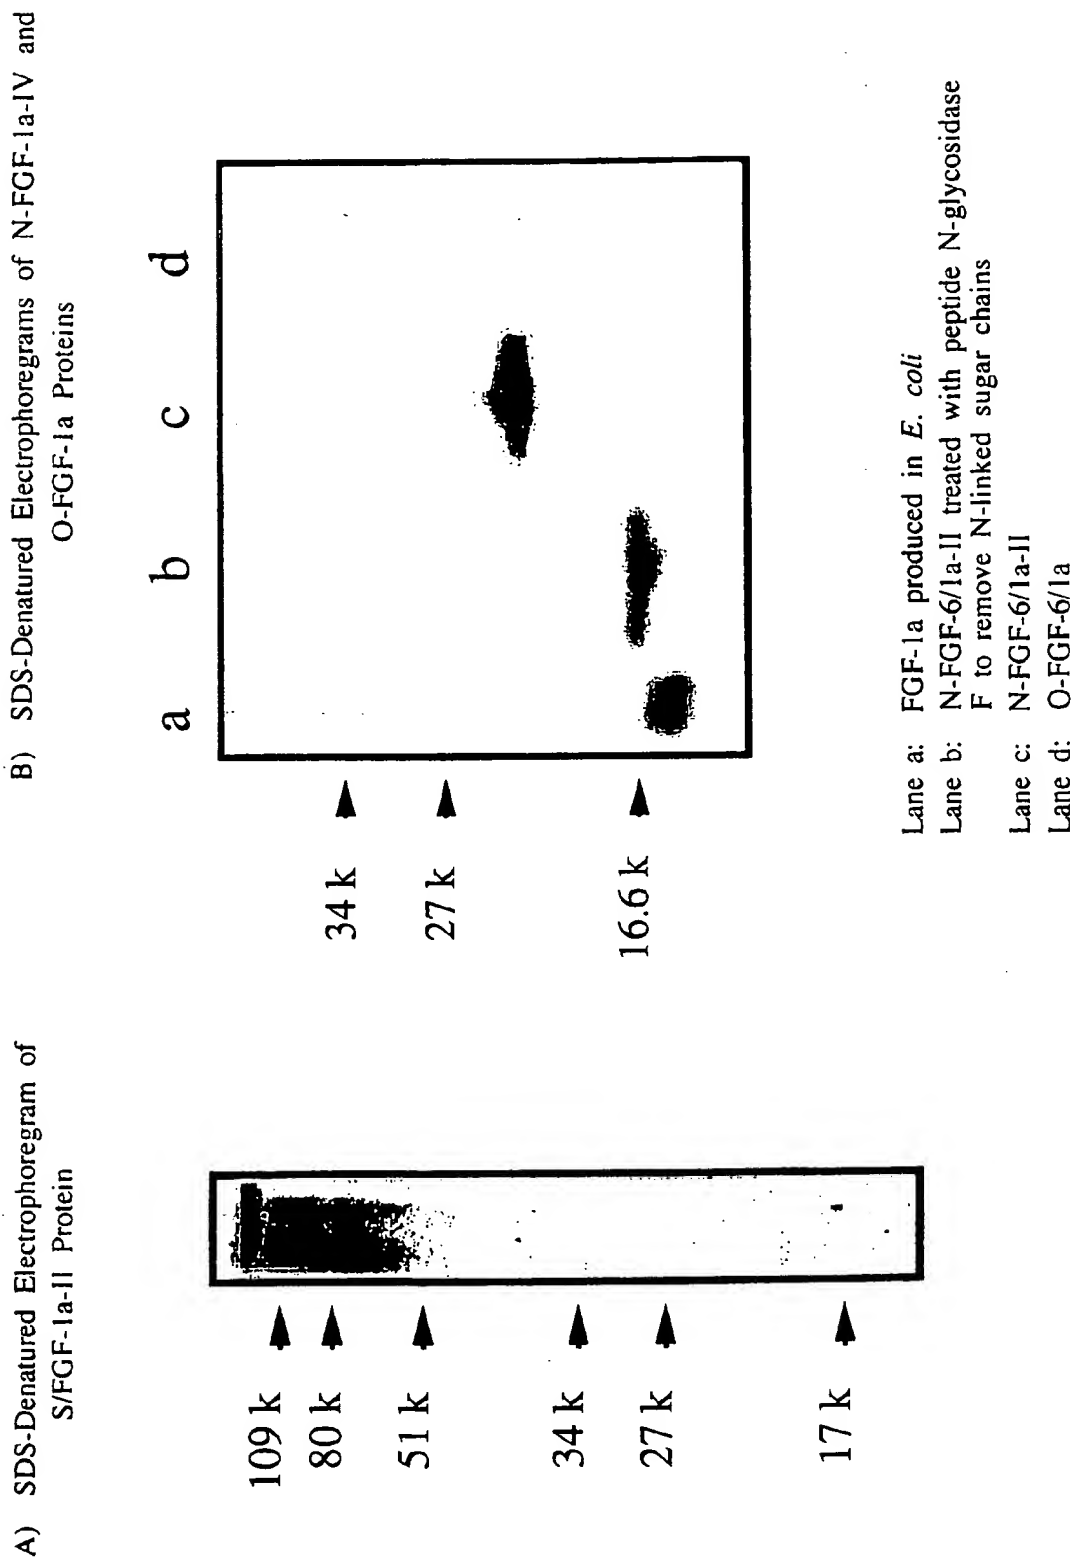 A) SDS-Denatured Electrophoregram of
S/FGF-1a-II Protein
109 k
80 k
51 k
34 k
27 k
17 k
B) SDS-Denatured Electrophoregrams of N-FGF-1a-IV and
O-FGF-1a Proteins
a b c d
34 k
27 k
16.6 k
Lane a: FGF-1a produced in E. coli
Lane b: N-FGF-6/1a-II treated with peptide N-glycosidase
F to remove N-linked sugar chains
Lane c: N-FGF-6/1a-II
Lane d: O-FGF-6/1a